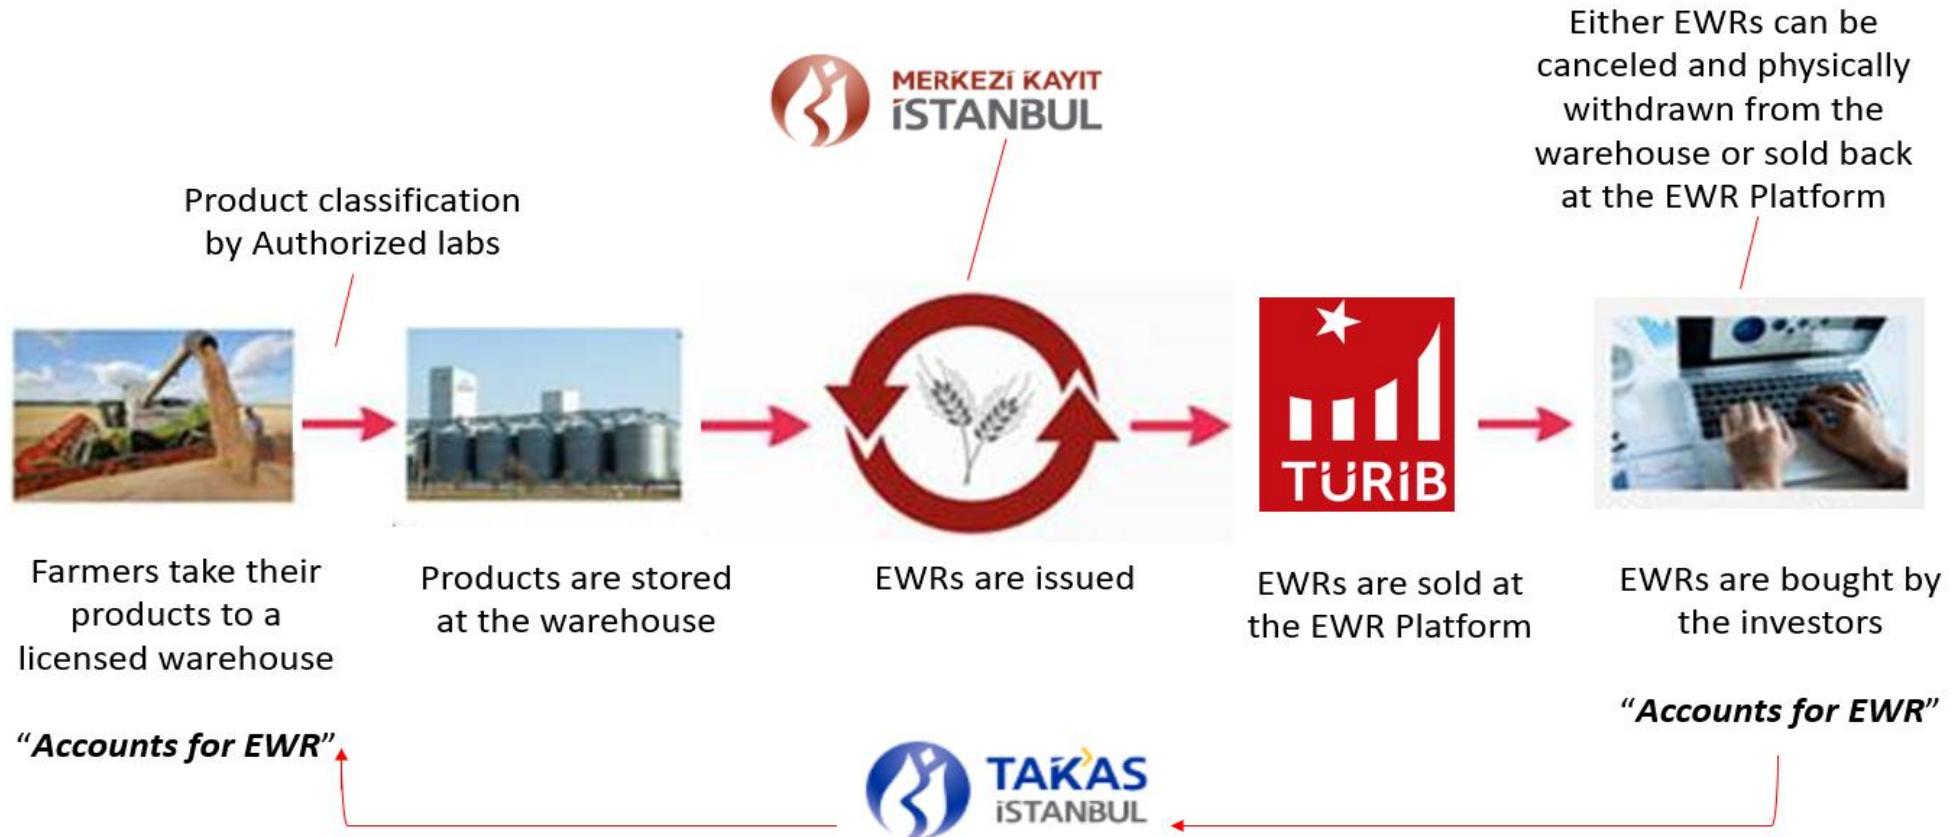 Either EWRs can be
canceled and physically
withdrawn from the
warehouse or sold back
at the EWR Platform
MERKEZİ KAYIT
İSTANBUL
Product classification
by Authorized labs
TÜRİB
Farmers take their
products to a
licensed warehouse
Products are stored
at the warehouse
EWRs are issued
EWRs are sold at
the EWR Platform
EWRs are bought by
the investors
“Accounts for EWR”
“Accounts for EWR”
TAKAS
İSTANBUL